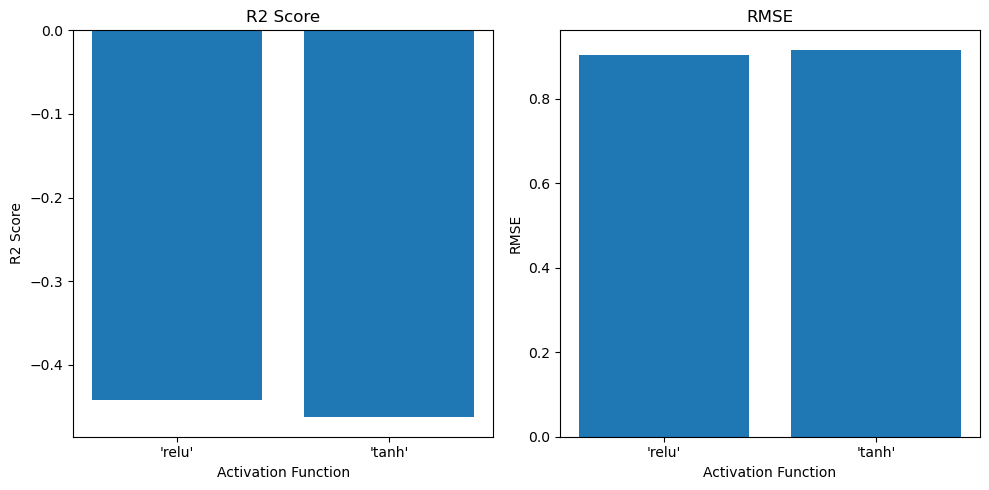 R2 Score
0.0
−0.1
−0.2
−0.3
−0.4
R2 Score
'relu'
'tanh'
Activation Function
RMSE
0.8
0.6
0.4
0.2
0.0
RMSE
'relu'
'tanh'
Activation Function